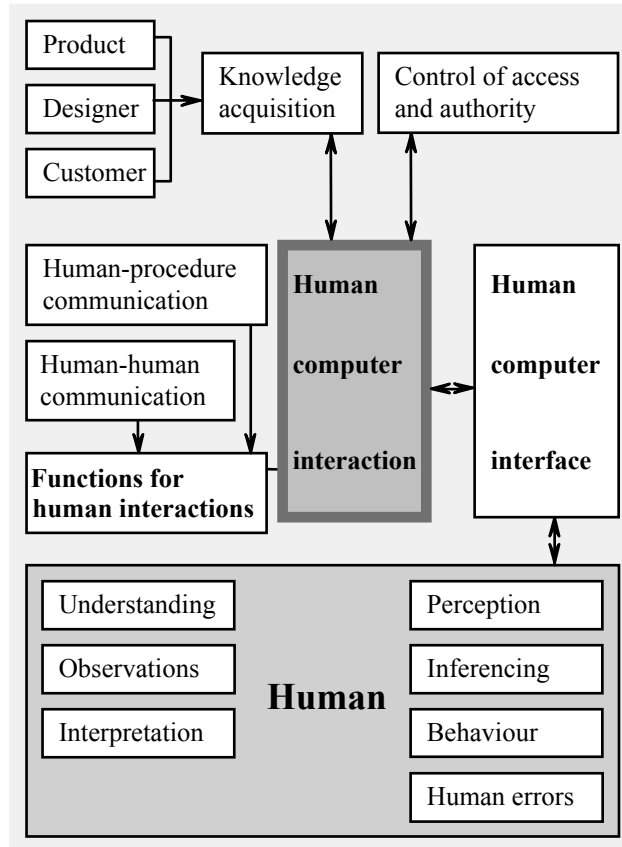 Product
Designer
Customer
Knowledge
acquisition
Control of access
and authority
Human-procedure
communication
Human-human
communication
Functions for
human interactions
Human
computer
interaction
Human
computer
interface
Understanding
Observations
Interpretation
Human
Perception
Inferencing
Behaviour
Human errors